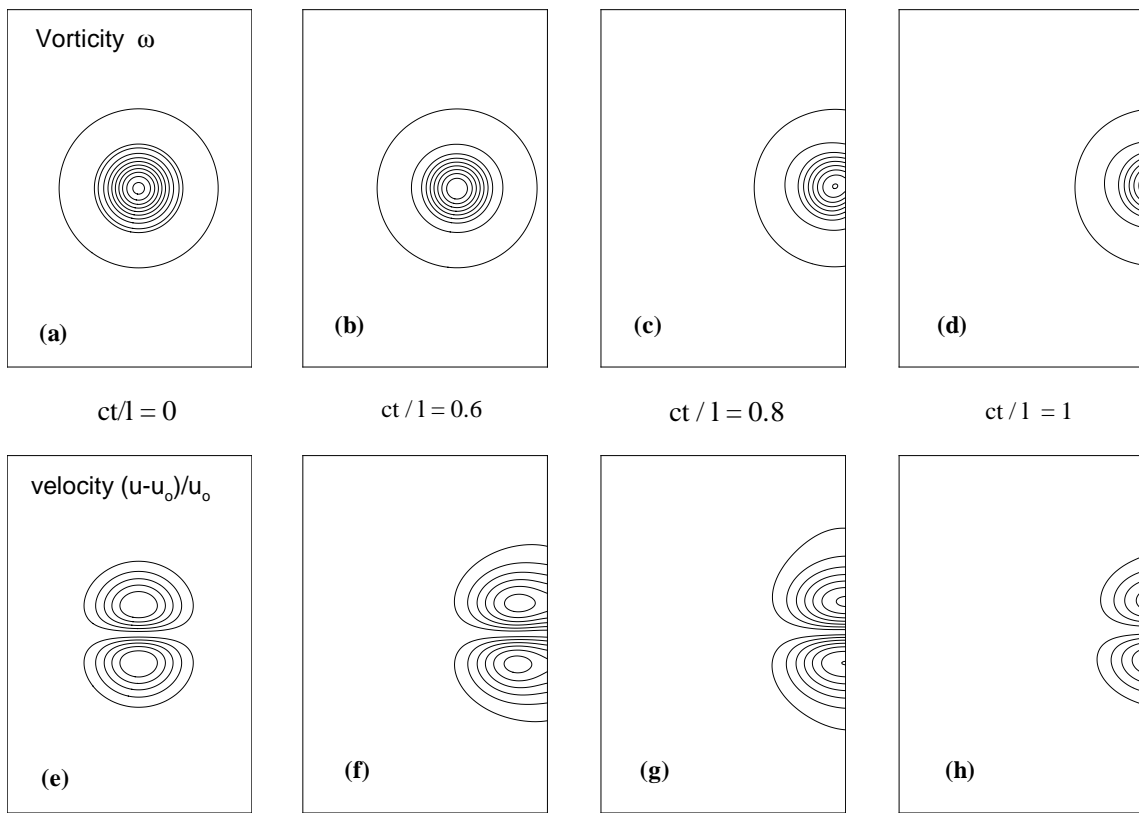 Vorticity ω
(a)
(b)
(c)
(d)
ct/l = 0
ct / l = 0.6
ct / l = 0.8
ct / l = 1
velocity (u-uₒ)/uₒ
(e)
(f)
(g)
(h)